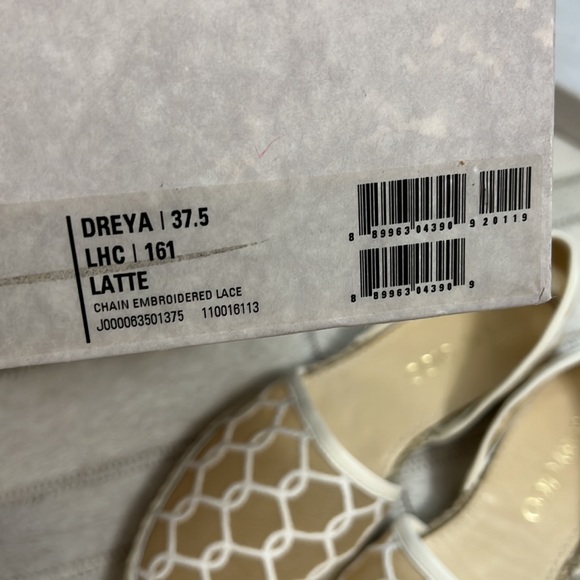 DREYA | 37.5
LHC | 161
LATTE
CHAIN EMBROIDERED LACE
J000063501375 110016113
8 89963 04390 9 20119
8 89963 04390 9